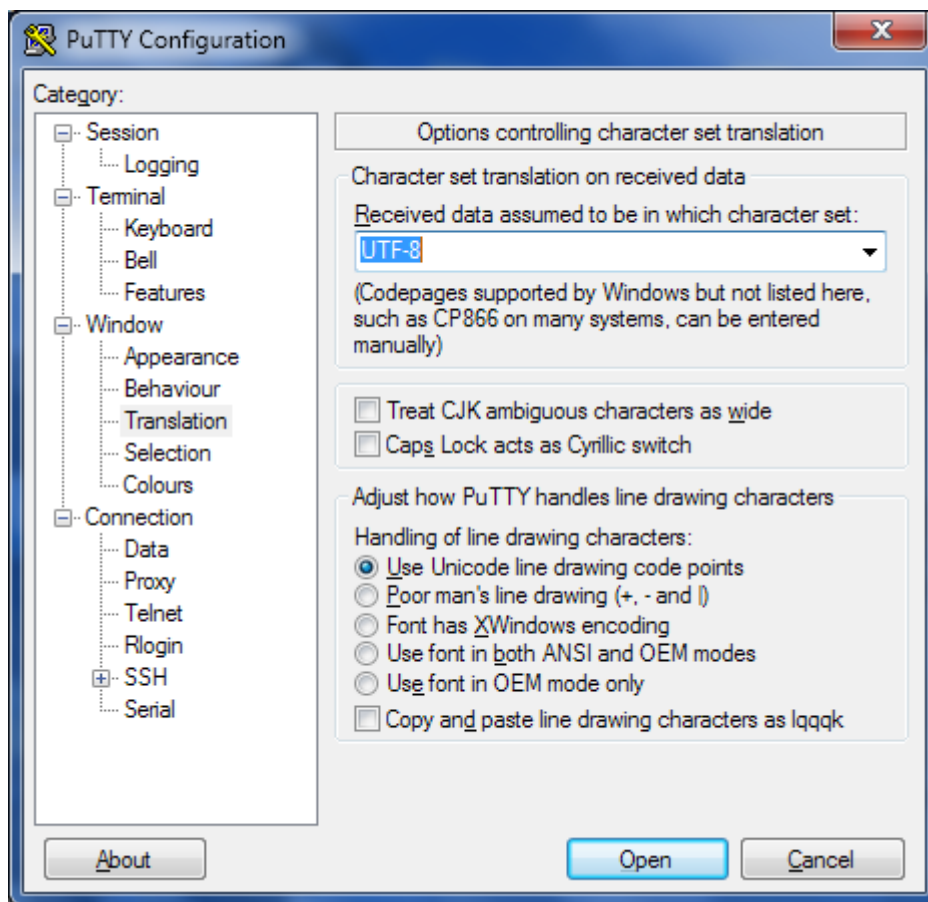 PuTTY Configuration
Category:
Session
Logging
Terminal
Keyboard
Bell
Features
Window
Appearance
Behaviour
Translation
Selection
Colours
Connection
Data
Proxy
Telnet
Rlogin
SSH
Serial
Options controlling character set translation
Character set translation on received data
Received data assumed to be in which character set:
UTF-8
(Codepages supported by Windows but not listed here,
such as CP866 on many systems, can be entered
manually)
Treat CJK ambiguous characters as wide
Caps Lock acts as Cyrillic switch
Adjust how PuTTY handles line drawing characters
Handling of line drawing characters:
Use Unicode line drawing code points
Poor man's line drawing (+, - and |)
Font has XWindows encoding
Use font in both ANSI and OEM modes
Use font in OEM mode only
Copy and paste line drawing characters as lqqqk
About
Open
Cancel